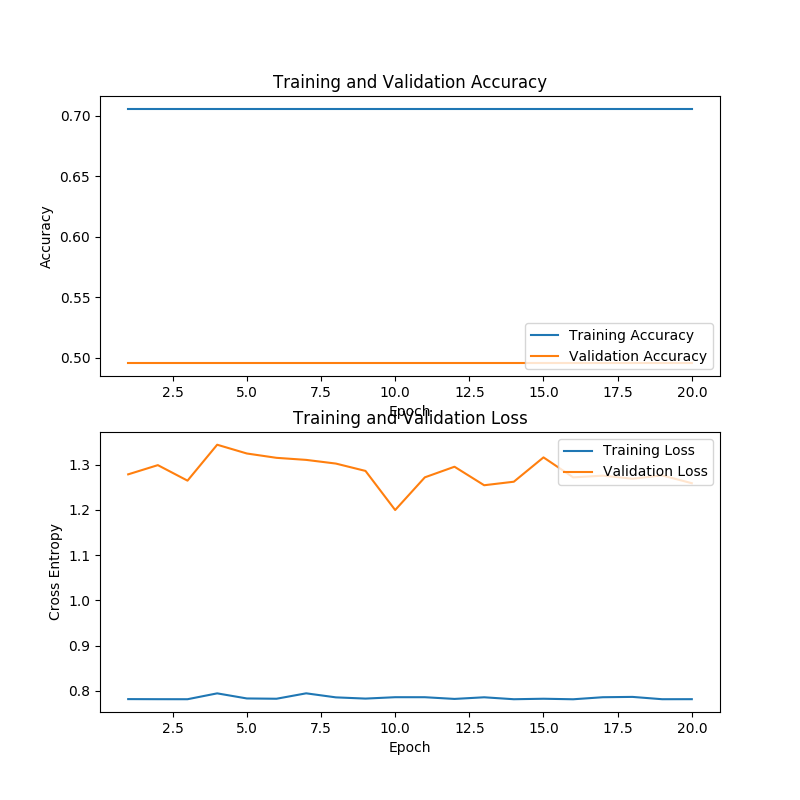 Training and Validation Accuracy
Accuracy
0.70
0.65
0.60
0.55
0.50
Training Accuracy
Validation Accuracy
2.5 5.0 7.5 10.0 12.5 15.0 17.5 20.0
Epoch
Training and Validation Loss
Cross Entropy
1.3
1.2
1.1
1.0
0.9
0.8
Training Loss
Validation Loss
2.5 5.0 7.5 10.0 12.5 15.0 17.5 20.0
Epoch